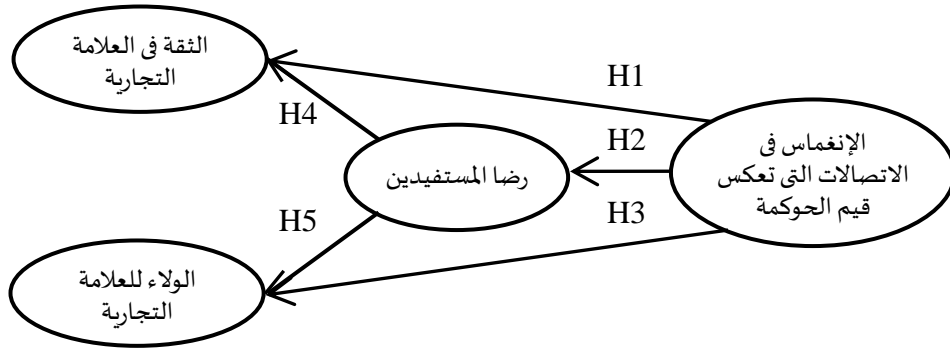 الإنغماس فى
الاتصالات التى تعكس
قيم الحوكمة
H1
H2
H3
رضا المستفيدين
H4
H5
الثقة فى العلامة
التجارية
الولاء للعلامة
التجارية